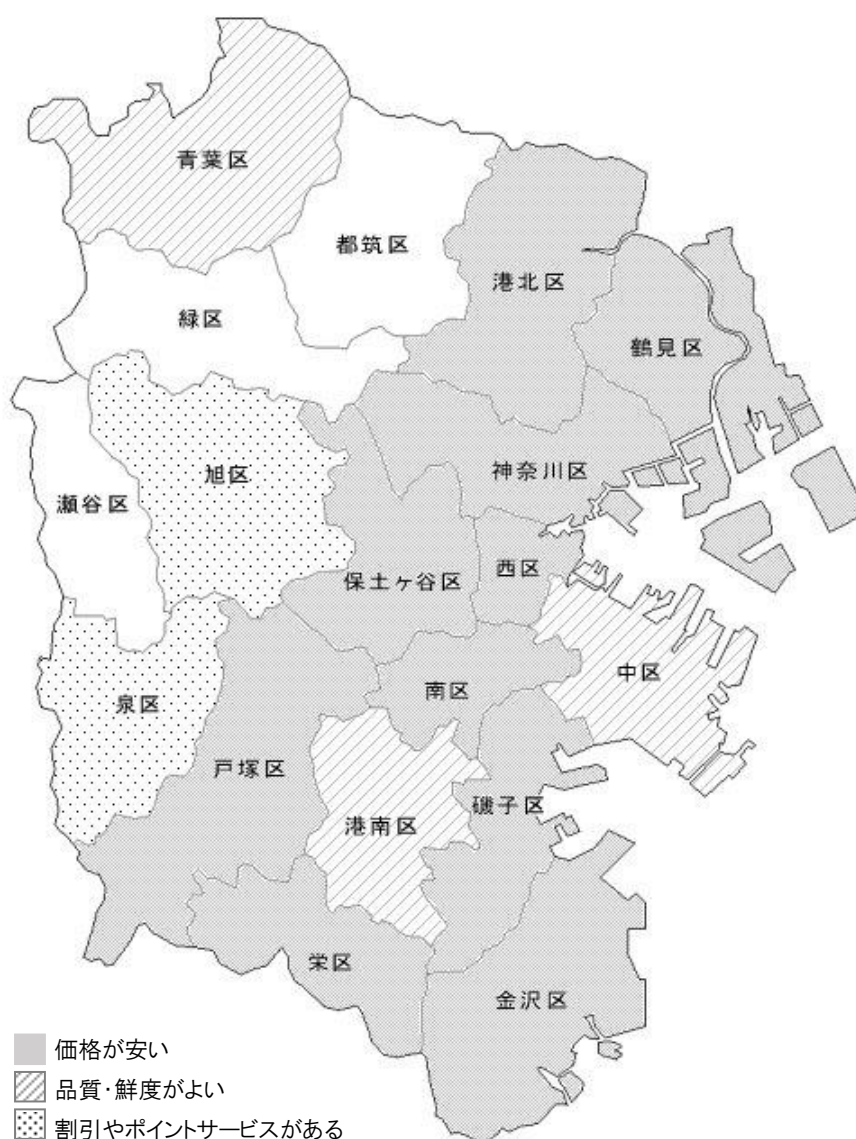 青葉区
都筑区
港北区
緑区
鶴見区
旭区
神奈川区
瀬谷区
保土ヶ谷区
西区
中区
南区
泉区
戸塚区
磯子区
港南区
栄区
金沢区
価格が安い
品質・鮮度がよい
割引やポイントサービスがある